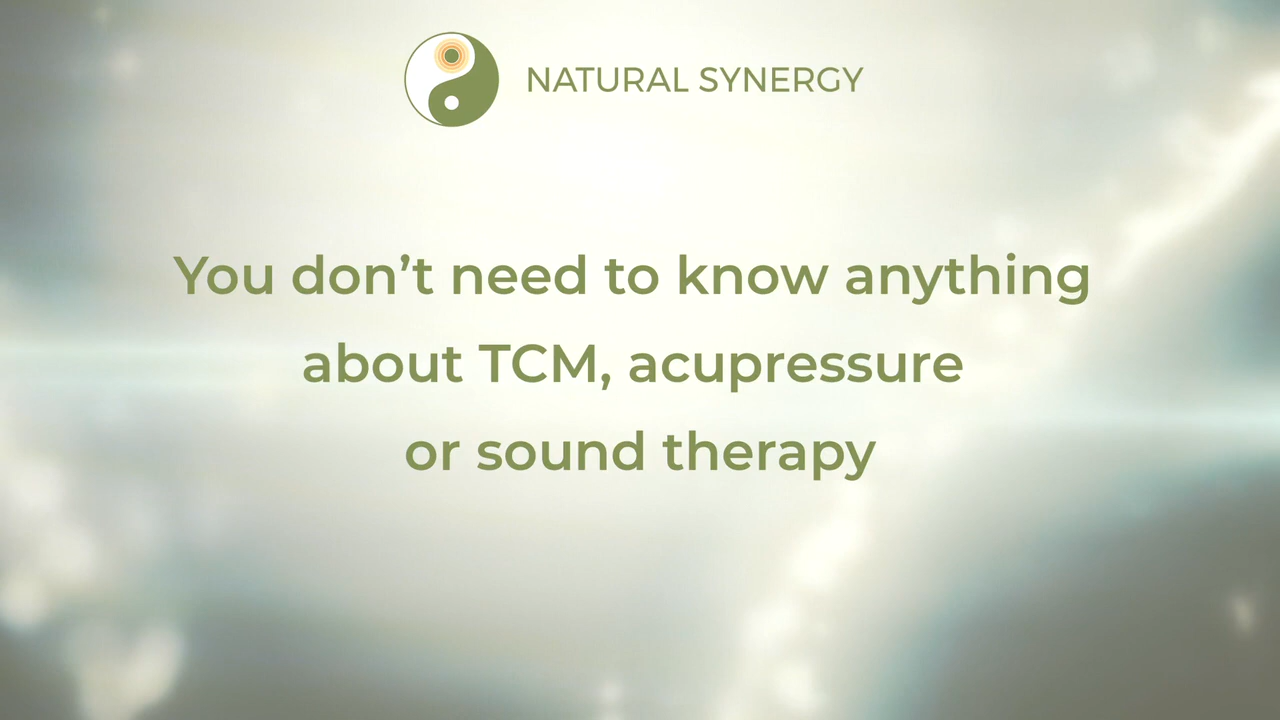 NATURAL SYNERGY
You don’t need to know anything
about TCM, acupressure
or sound therapy